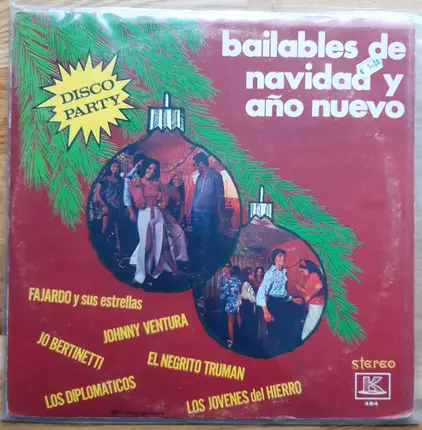 bailables de
navidad y
año nuevo
DISCO
PARTY
FAJARDO y sus estrellas
JOHNNY VENTURA
JO BERTINETTI
EL NEGRITO TRUMAN
LOS DIPLOMATICOS
LOS JOVENES del HIERRO
stereo
K
484